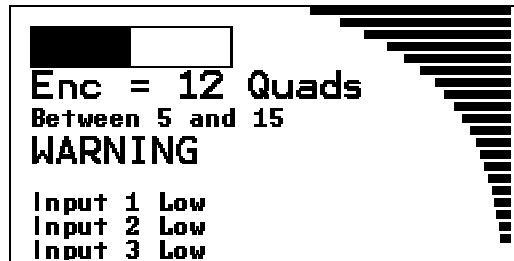 Enc = 12 Quads
Between 5 and 15
WARNING
Input 1 Low
Input 2 Low
Input 3 Low